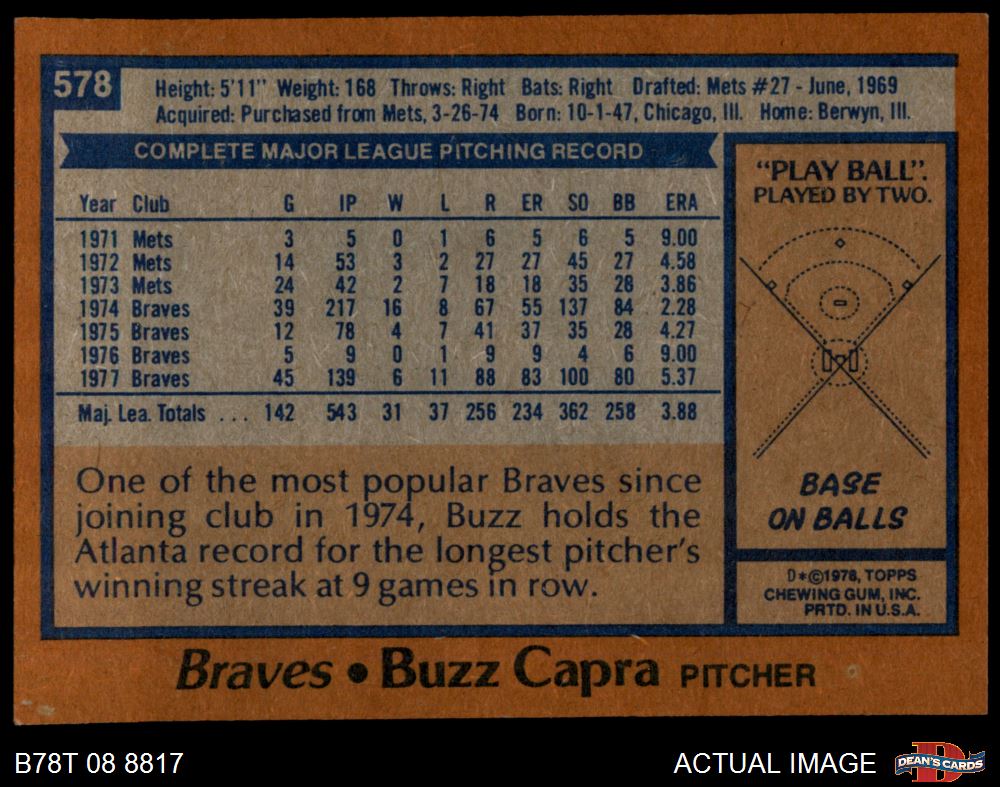 578
Height: 5'11" Weight: 168 Throws: Right Bats: Right Drafted: Mets #27 - June, 1969
Acquired: Purchased from Mets, 3-26-74 Born: 10-1-47, Chicago, Ill. Home: Berwyn, Ill.
COMPLETE MAJOR LEAGUE PITCHING RECORD
Year Club G IP W L R ER SO BB ERA
1971 Mets 3 5 0 1 6 5 6 5 9.00
1972 Mets 14 53 3 2 27 27 45 27 4.58
1973 Mets 24 42 2 7 18 18 35 28 3.86
1974 Braves 39 217 16 8 67 55 137 84 2.28
1975 Braves 12 78 4 7 41 37 35 28 4.27
1976 Braves 5 9 0 1 9 9 4 6 9.00
1977 Braves 45 139 6 11 88 83 100 80 5.37
Maj. Lea. Totals ... 142 543 31 37 256 234 362 258 3.88
One of the most popular Braves since
joining club in 1974, Buzz holds the
Atlanta record for the longest pitcher's
winning streak at 9 games in row.
"PLAY BALL".
PLAYED BY TWO.
BASE
ON BALLS
D*©1978, TOPPS
CHEWING GUM, INC.
PRTD. IN U.S.A.
Braves • Buzz Capra PITCHER
B78T 08 8817
ACTUAL IMAGE
D
DEAN'S CARDS